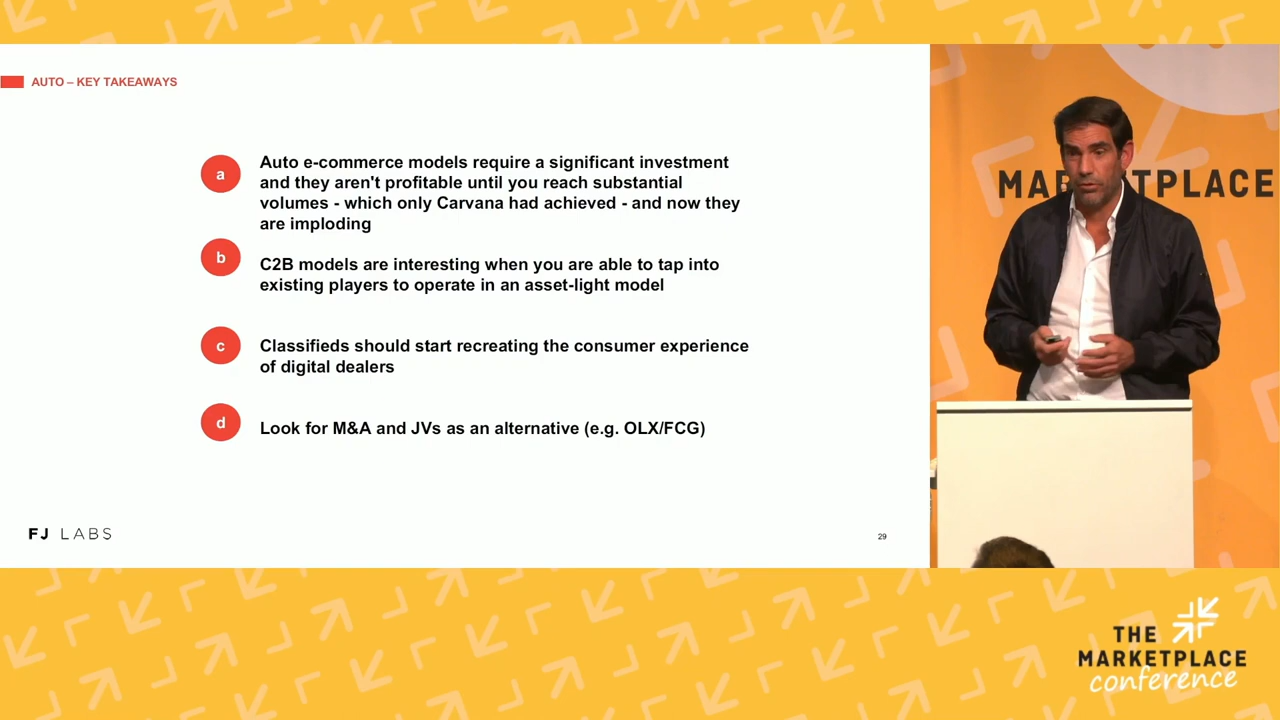 AUTO – KEY TAKEAWAYS
a
Auto e-commerce models require a significant investment
and they aren't profitable until you reach substantial
volumes - which only Carvana had achieved - and now they
are imploding
b
C2B models are interesting when you are able to tap into
existing players to operate in an asset-light model
c
Classifieds should start recreating the consumer experience
of digital dealers
d
Look for M&A and JVs as an alternative (e.g. OLX/FCG)
FJ LABS
29
MAR TPLACE
THE
MARKETPLACE
conference